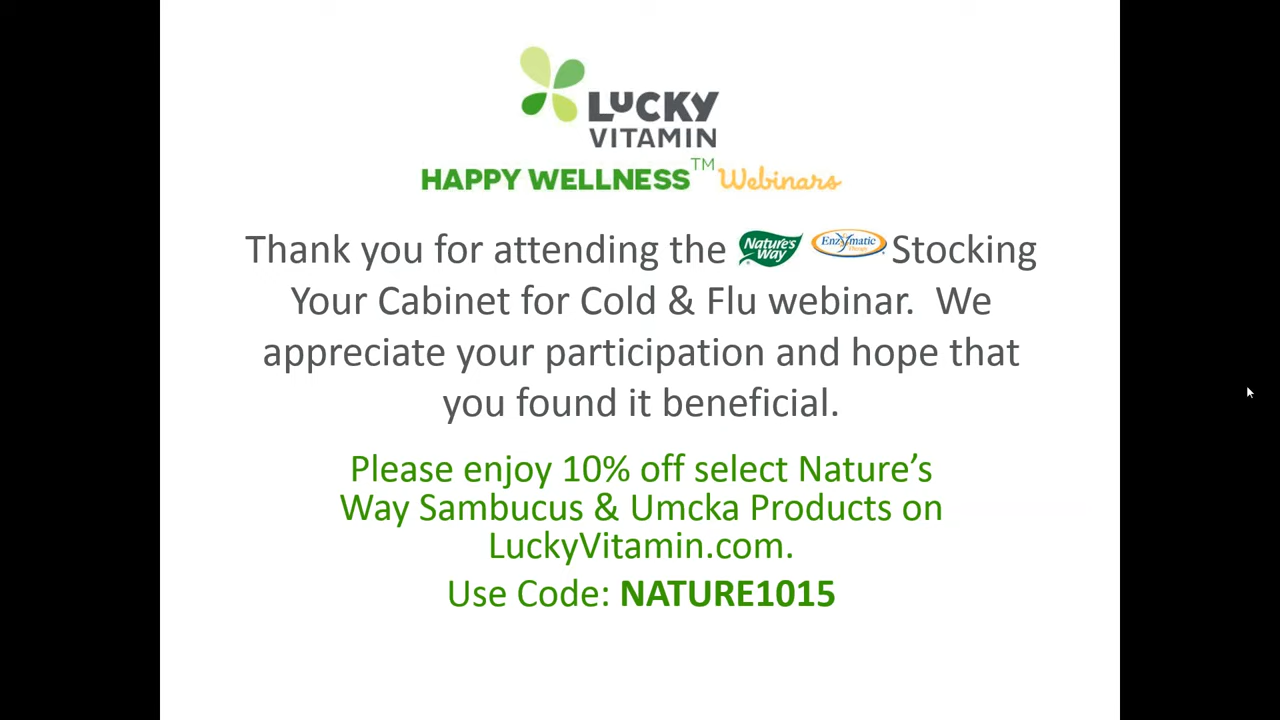 LUCKY
VITAMIN
HAPPY WELLNESS™ Webinars
Thank you for attending the Nature's Way Enzymatic Therapy Stocking
Your Cabinet for Cold & Flu webinar. We
appreciate your participation and hope that
you found it beneficial.
Please enjoy 10% off select Nature’s
Way Sambucus & Umcka Products on
LuckyVitamin.com.
Use Code: NATURE1015